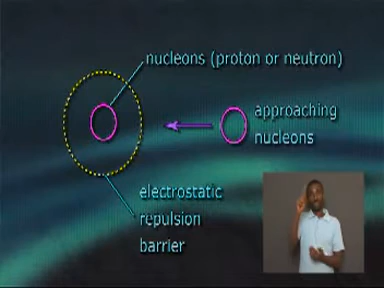 nucleons (proton or neutron)
approaching
nucleons
electrostatic
repulsion
barrier